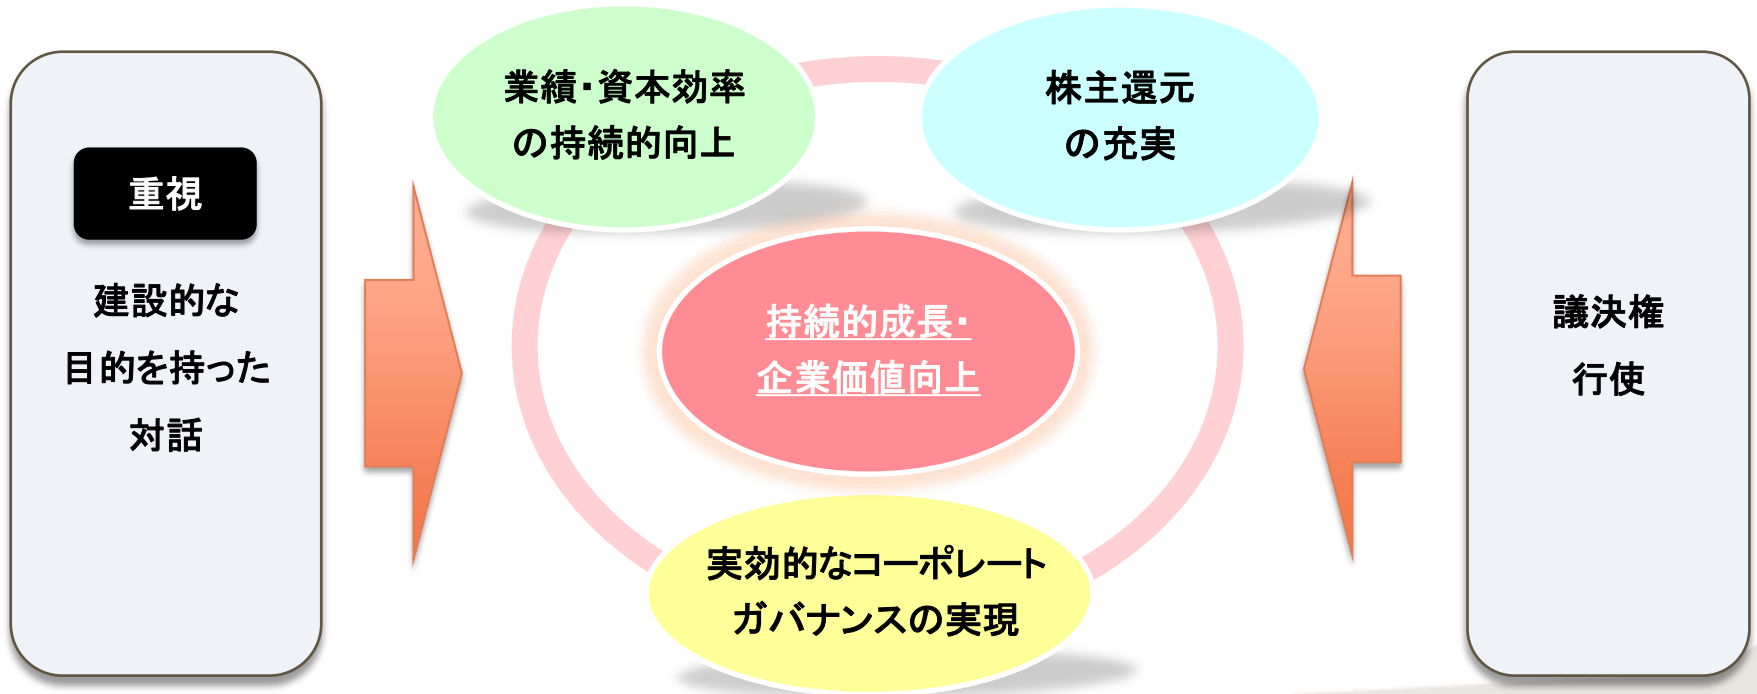 重視
建設的な
目的を持った
対話
業績・資本効率
の持続的向上
株主還元
の充実
持続的成長・
企業価値向上
実効的なコーポレート
ガバナンスの実現
議決権
行使